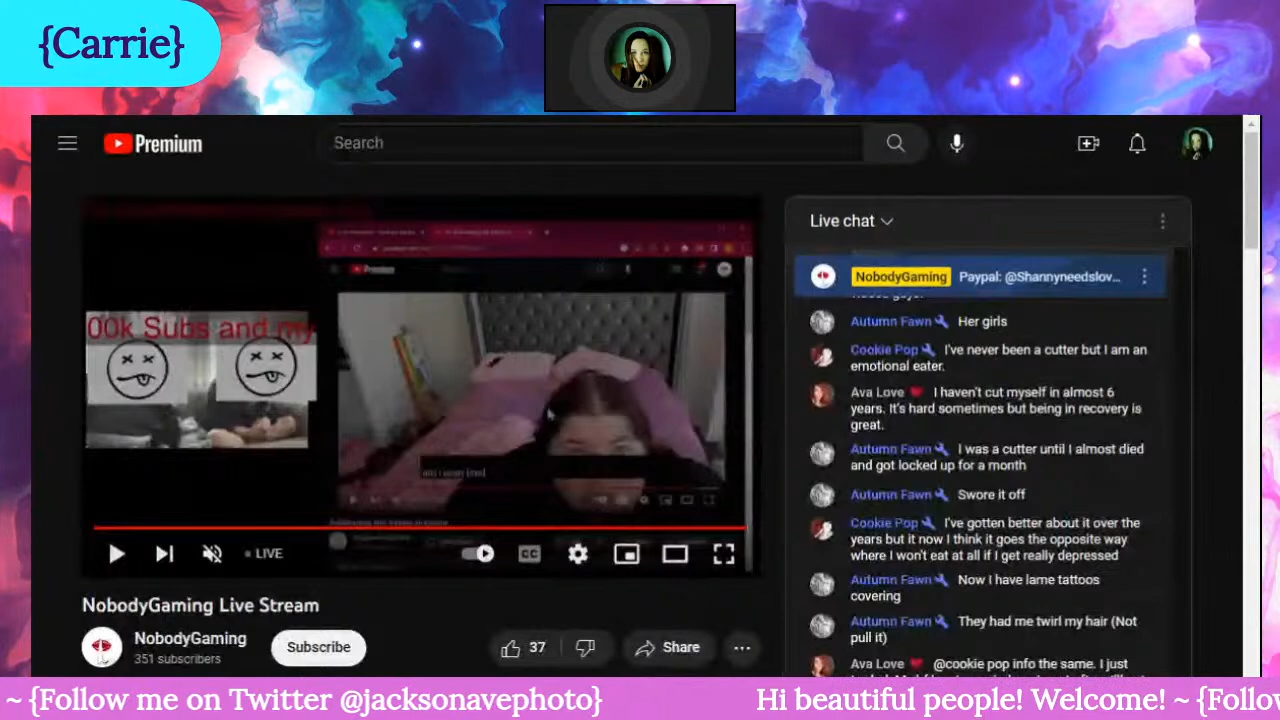 {Carrie}
Premium
Search
00k Subs and my
Premium
NobodyGaming Live Stream
NobodyGaming
351 subscribers
Subscribe
LIVE
CC
37
Share
Live chat
NobodyGaming Paypal: @Shannyneedslov...
Autumn Fawn Her girls
Cookie Pop I've never been a cutter but I am an
emotional eater.
Ava Love I haven't cut myself in almost 6
years. It's hard sometimes but being in recovery is
great.
Autumn Fawn I was a cutter until I almost died
and got locked up for a month
Autumn Fawn Swore it off
Cookie Pop I've gotten better about it over the
years but it now I think it goes the opposite way
where I won't eat at all if I get really depressed
Autumn Fawn Now I have lame tattoos
covering
Autumn Fawn They had me twirl my hair (Not
pull it)
Ava Love @cookie pop info the same. I just
~ {Follow me on Twitter @jacksonavephoto} Hi beautiful people! Welcome! ~ {Follov